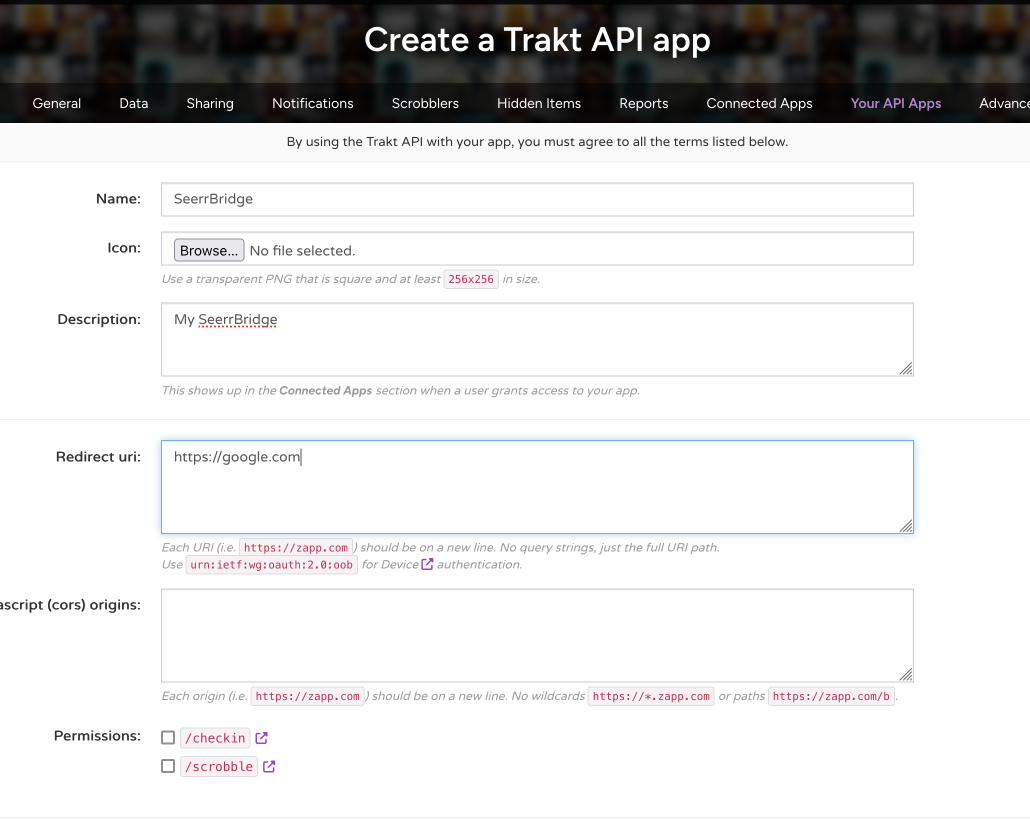 Create a Trakt API app
General Data Sharing Notifications Scrobblers Hidden Items Reports Connected Apps Your API Apps Advance
By using the Trakt API with your app, you must agree to all the terms listed below.
Name: SeerrBridge
Icon: Browse... No file selected.
Use a transparent PNG that is square and at least 256x256 in size.
Description: My SeerrBridge
This shows up in the Connected Apps section when a user grants access to your app.
Redirect uri: https://google.com
Each URI (i.e. https://zapp.com ) should be on a new line. No query strings, just the full URI path.
Use urn:ietf:wg:oauth:2.0:oob for Device authentication.
ascript (cors) origins:
Each origin (i.e. https://zapp.com ) should be on a new line. No wildcards https://*.zapp.com or paths https://zapp.com/b .
Permissions: /checkin
/scrobble